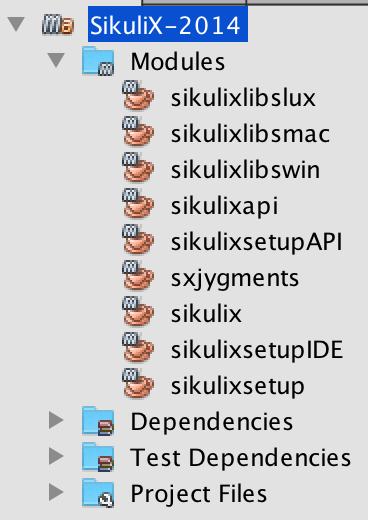 SikuliX-2014
Modules
sikulixlibslux
sikulixlibsmac
sikulixlibswin
sikulixapi
sikulixsetupAPI
sxjygments
sikulix
sikulixsetupIDE
sikulixsetup
Dependencies
Test Dependencies
Project Files